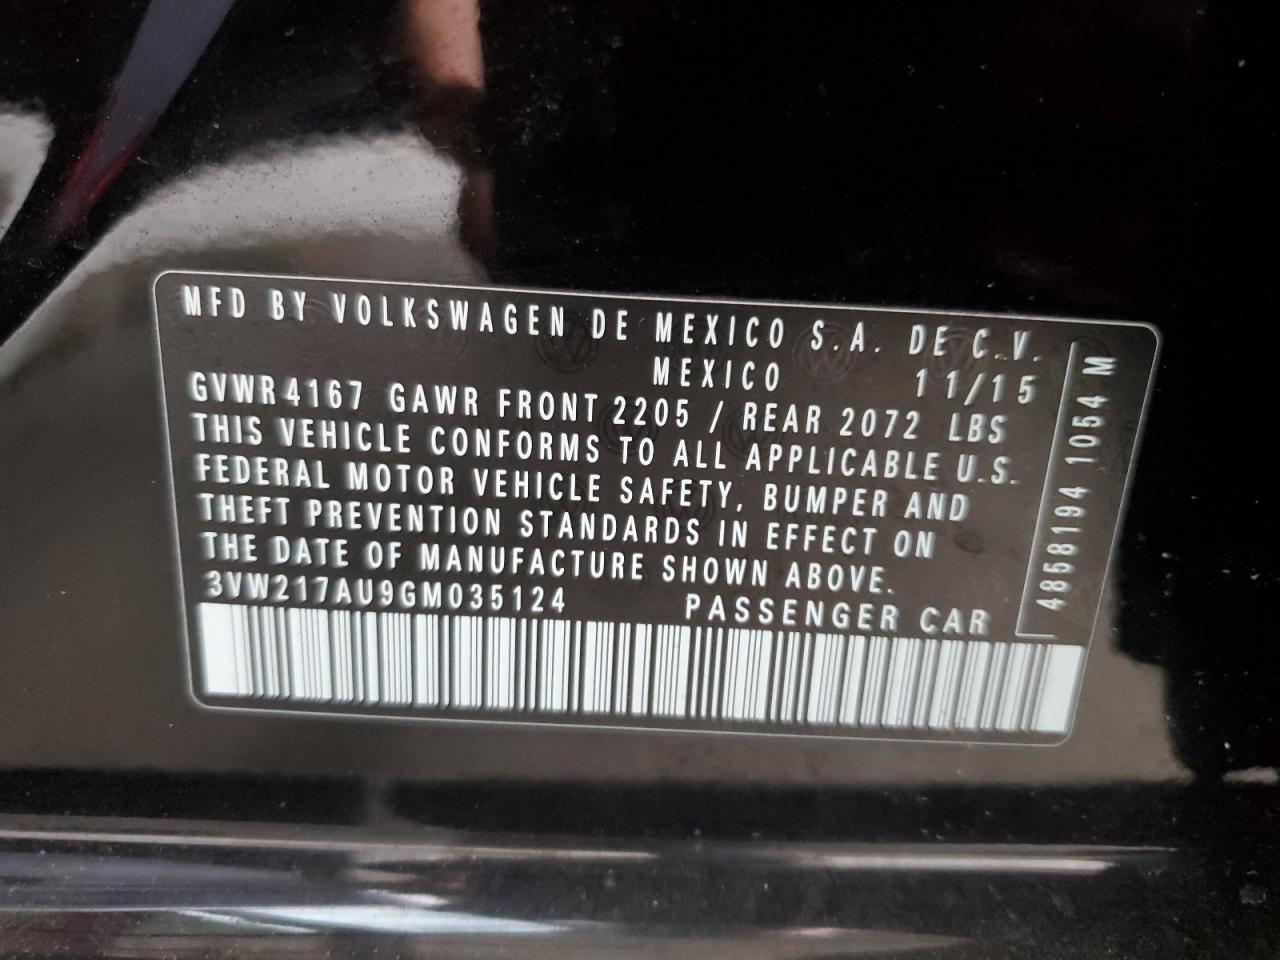 MFD BY VOLKSWAGEN DE MEXICO S.A. DE C.V.
MEXICO 11/15
GVWR 4167 GAWR FRONT 2205 / REAR 2072 LBS
THIS VEHICLE CONFORMS TO ALL APPLICABLE U.S.
FEDERAL MOTOR VEHICLE SAFETY, BUMPER AND
THEFT PREVENTION STANDARDS IN EFFECT ON
THE DATE OF MANUFACTURE SHOWN ABOVE.
3VW217AU9GM035124 PASSENGER CAR
4858194 1054 M